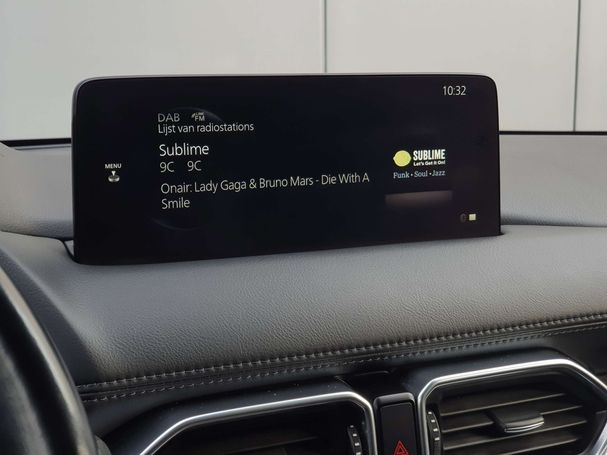 10:32
DAB FM
Lijst van radiostations
MENU
Sublime
9C 9C
Onair: Lady Gaga & Bruno Mars - Die With A
Smile
SUBLIME
Let's Get It On!
Funk • Soul • Jazz